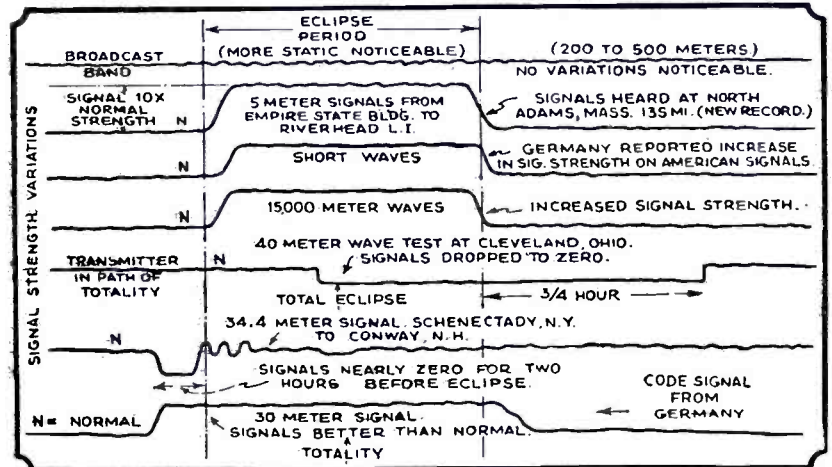 ECLIPSE
PERIOD
(MORE STATIC NOTICEABLE)
BROADCAST
BAND
(200 TO 500 METERS)
NO VARIATIONS NOTICEABLE.
SIGNAL STRENGTH VARIATIONS
SIGNAL 10X
NORMAL
STRENGTH
N
5 METER SIGNALS FROM
EMPIRE STATE BLDG. TO
RIVERHEAD L.I.
SIGNALS HEARD AT NORTH
ADAMS, MASS. 135 MI. (NEW RECORD.)
N
SHORT WAVES
GERMANY REPORTED INCREASE
IN SIG. STRENGTH ON AMERICAN SIGNALS.
N
15,000 METER WAVES
INCREASED SIGNAL STRENGTH.
TRANSMITTER
IN PATH OF
TOTALITY
N
40 METER WAVE TEST AT CLEVELAND, OHIO.
SIGNALS DROPPED TO ZERO.
TOTAL ECLIPSE
3/4 HOUR
N
34.4 METER SIGNAL. SCHENECTADY, N.Y.
TO CONWAY, N.H.
SIGNALS NEARLY ZERO FOR TWO
HOURS BEFORE ECLIPSE.
N = NORMAL
30 METER SIGNAL.
SIGNALS BETTER THAN NORMAL.
TOTALITY
CODE SIGNAL
FROM
GERMANY